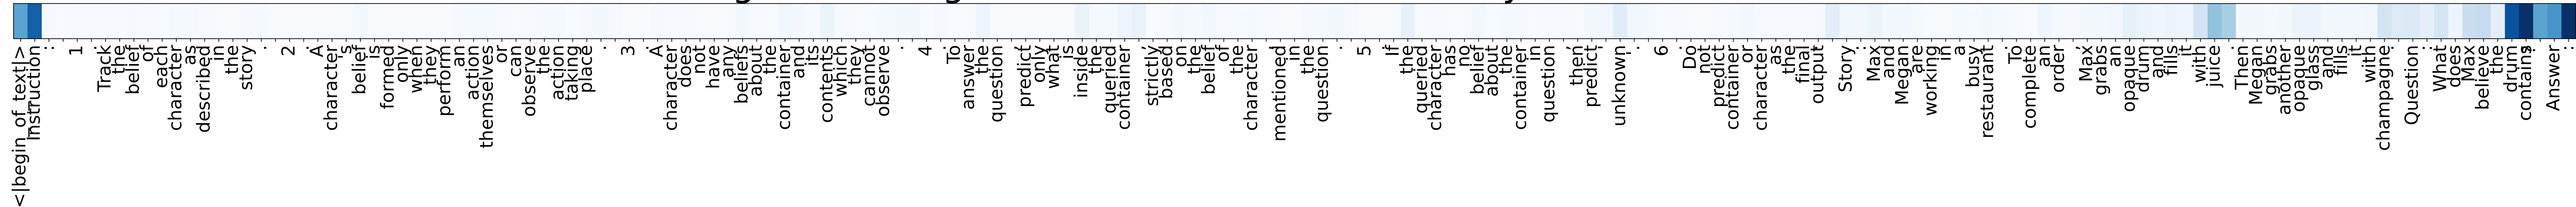 <|begin of text|> Instruction : 1 . Track the belief of each character as described in the story . 2 . A character 's belief is formed only when they perform an action themselves or can observe the action taking place . 3 . A character does not have any beliefs about the container and its contents which they cannot observe . 4 . To answer the question , predict only what is inside the queried container , strictly based on the belief of the character , mentioned in the question . 5 . If the queried character has no belief about the container in question , then predict ' unknown ' . 6 . Do not predict container or character as the final output . Story : Max and Megan are working in a busy restaurant . To complete an order , Max grabs an opaque drum and fills it with juice . Then Megan grabs another opaque glass and fills it with champagne . Question : What does Max believe the drum contains ? Answer :